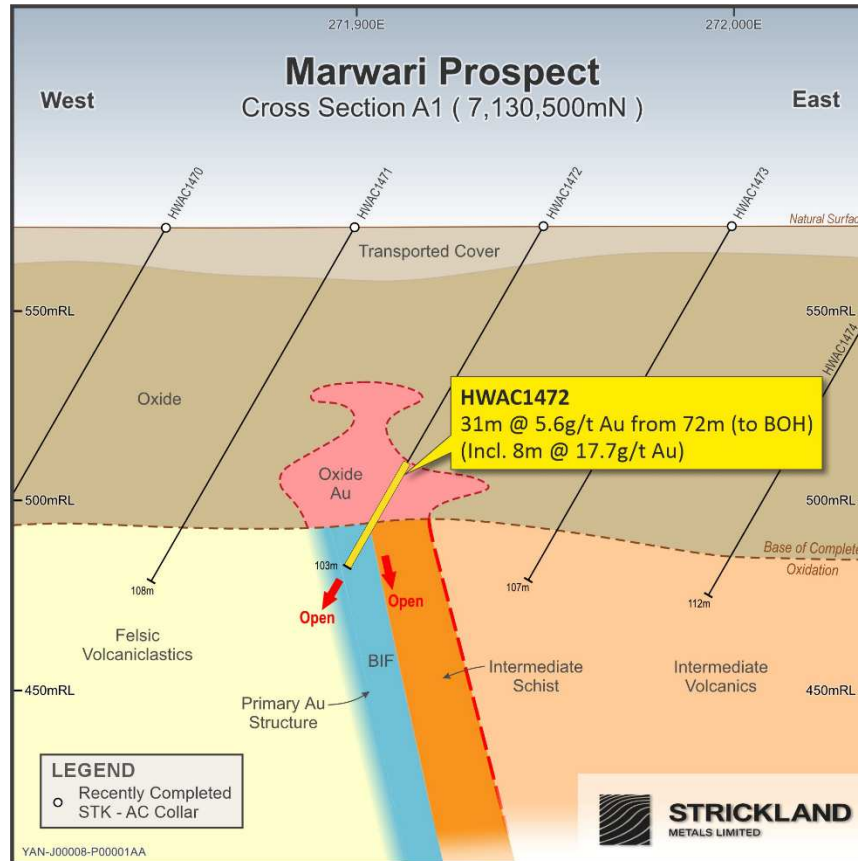 271,900E
272,000E
Marwari Prospect
Cross Section A1 ( 7,130,500mN )
West
East
HWAC1470
HWAC1471
HWAC1472
HWAC1473
Natural Surface
Transported Cover
550mRL
550mRL
HWAC1474
Oxide
HWAC1472
31m @ 5.6g/t Au from 72m (to BOH)
(Incl. 8m @ 17.7g/t Au)
Oxide
Au
500mRL
500mRL
Base of Complete
Oxidation
103m
108m
107m
112m
Open
Open
Felsic
Volcaniclastics
BIF
Intermediate
Schist
Intermediate
Volcanics
450mRL
450mRL
Primary Au
Structure
LEGEND
Recently Completed
STK - AC Collar
STRICKLAND
METALS LIMITED
YAN-J00008-P00001AA